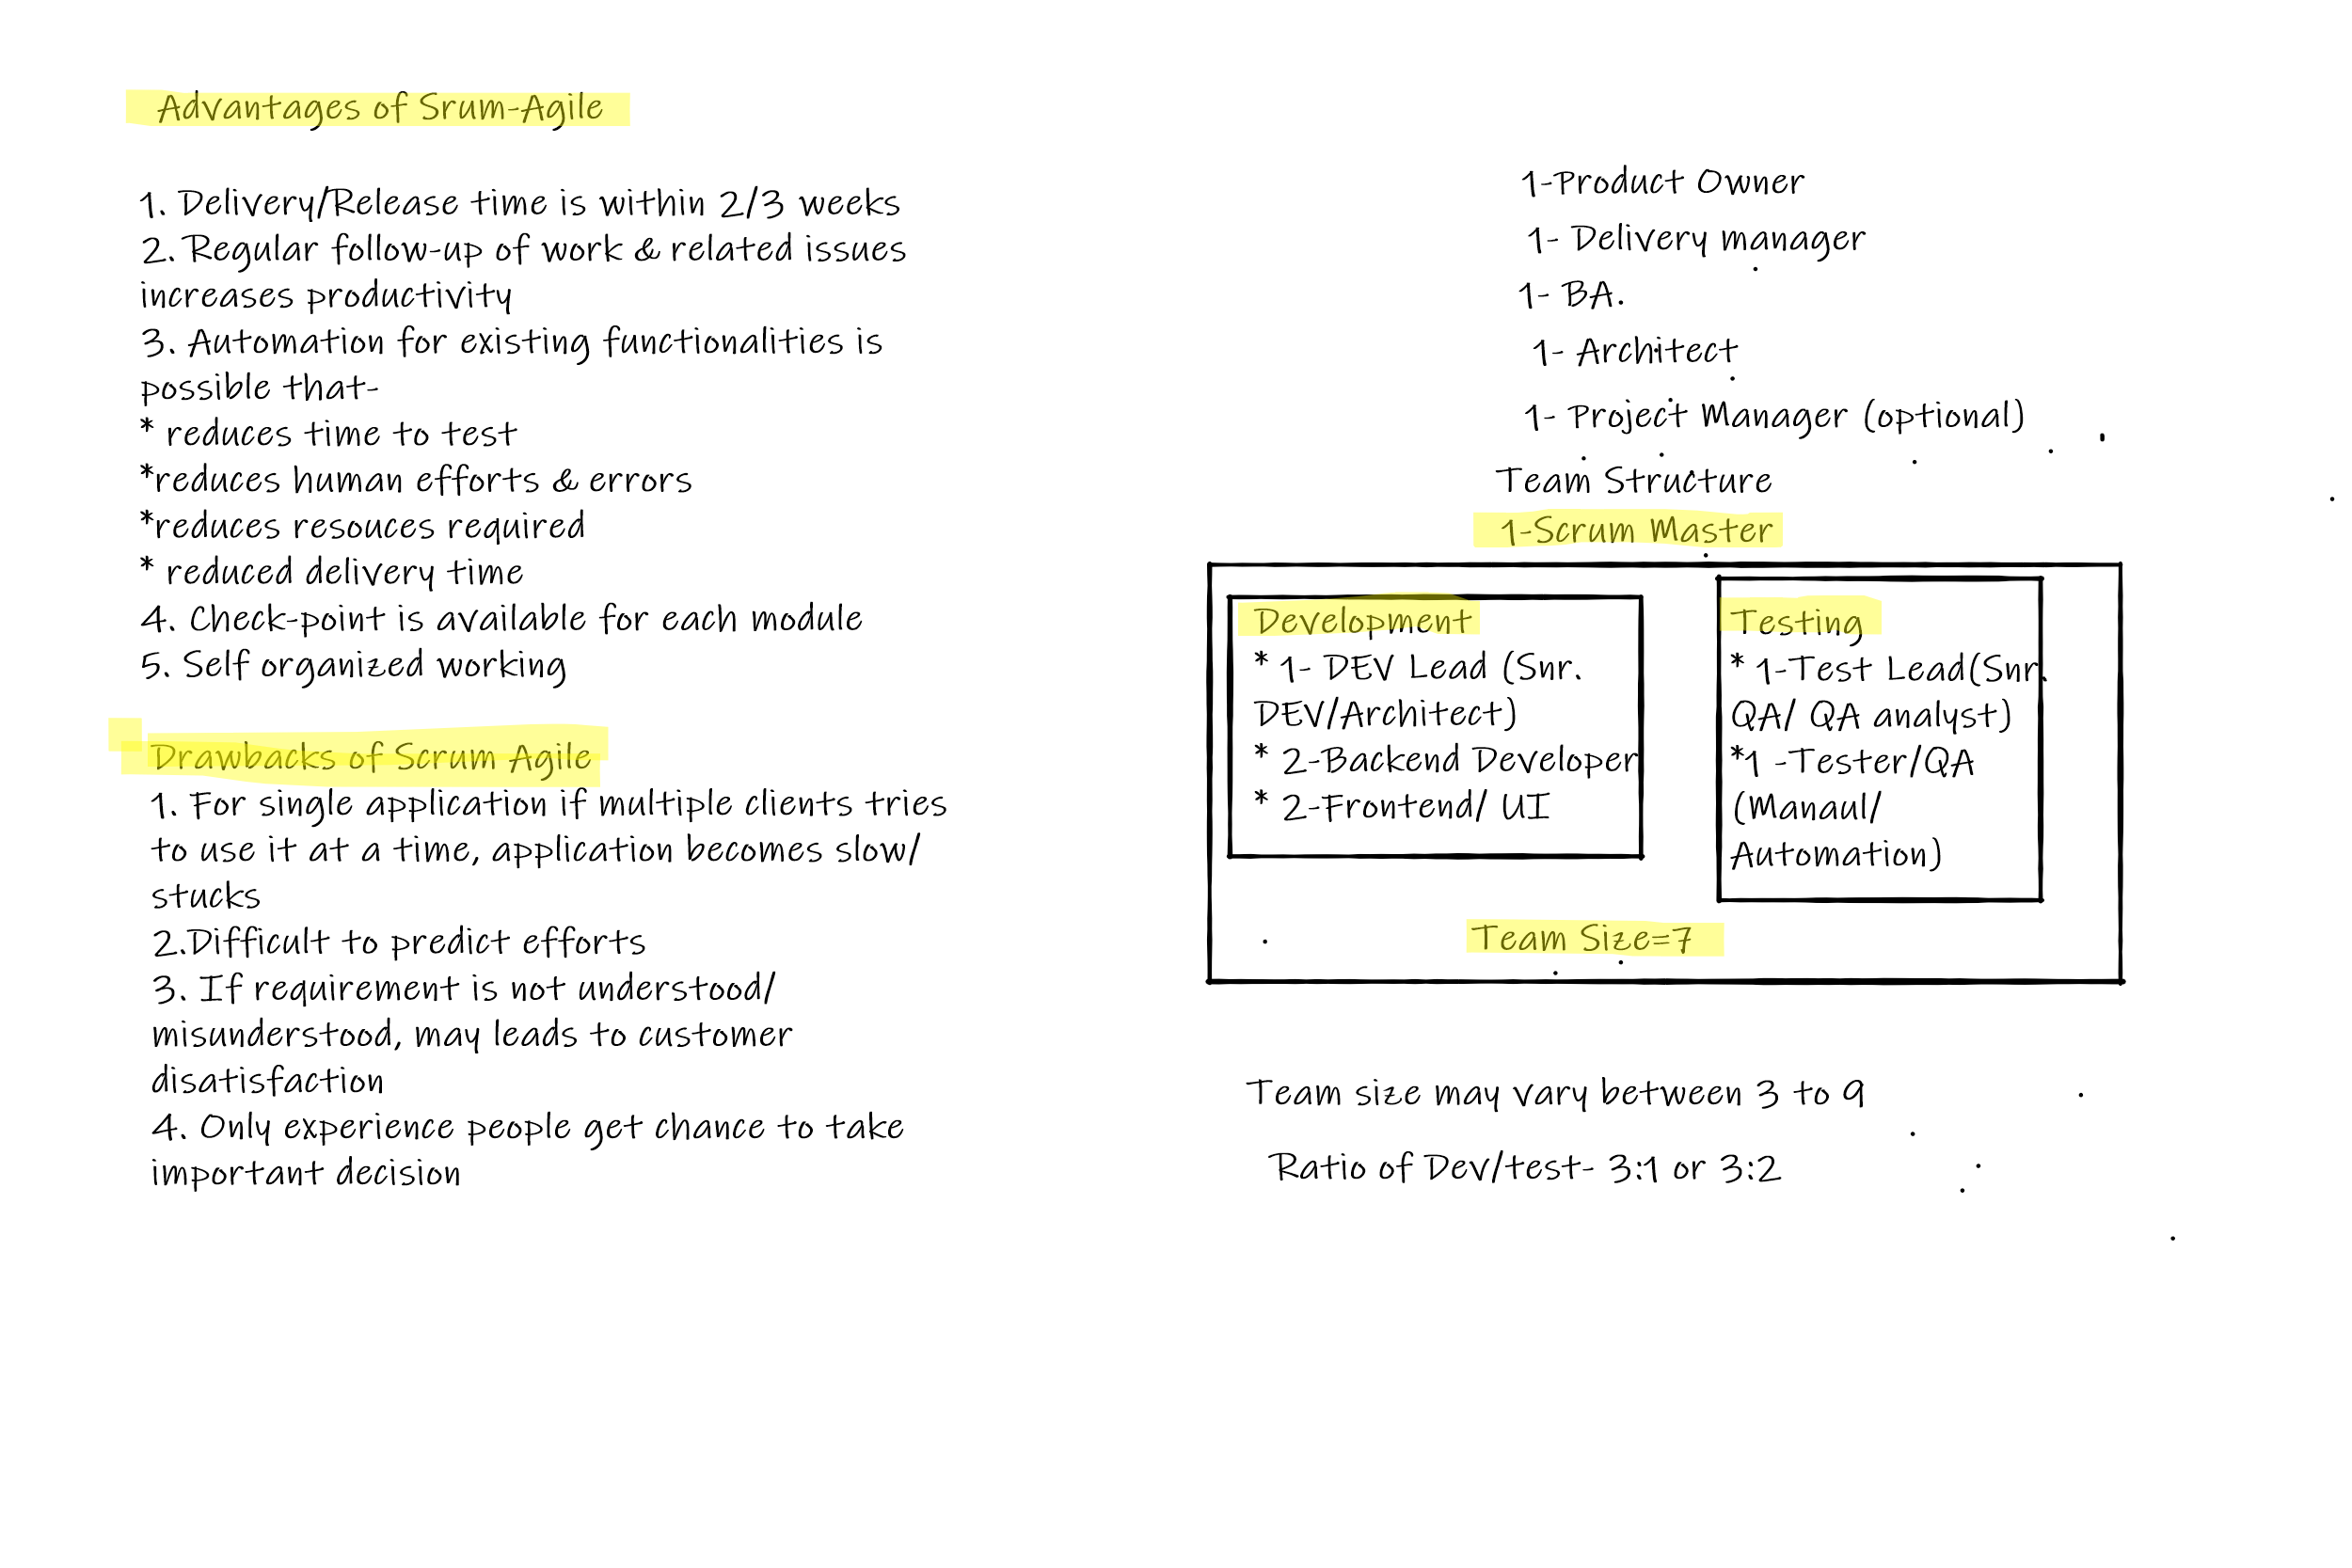 Advantages of Srum-Agile
1. Delivery/Release time is within 2/3 weeks
2. Regular follow-up of work & related issues
increases productivity
3. Automation for existing functionalities is
possible that-
* reduces time to test
*reduces human efforts & errors
*reduces resouces required
* reduced delivery time
4. Check-point is available for each module
5. Self organized working
Drawbacks of Scrum Agile
1. For single application if multiple clients tries
to use it at a time, application becomes slow/
stucks
2.Difficult to predict efforts
3. If requirement is not understood/
misunderstood, may leads to customer
disatisfaction
4. Only experience people get chance to take
important decision
1-Product Owner
1- Delivery manager
1- BA.
1- Architect
1- Project Manager (optional)
Team Structure
1-Scrum Master
Development
* 1- DEV Lead (Snr.
DEV/Architect)
* 2-Backend Developer
* 2-Frontend/ UI
Testing
* 1-Test Lead(Snr.
QA/ QA analyst)
*1 -Tester/QA
(Manaul/
Automation)
Team Size=7
Team size may vary between 3 to 9
Ratio of Dev/test- 3:1 or 3:2